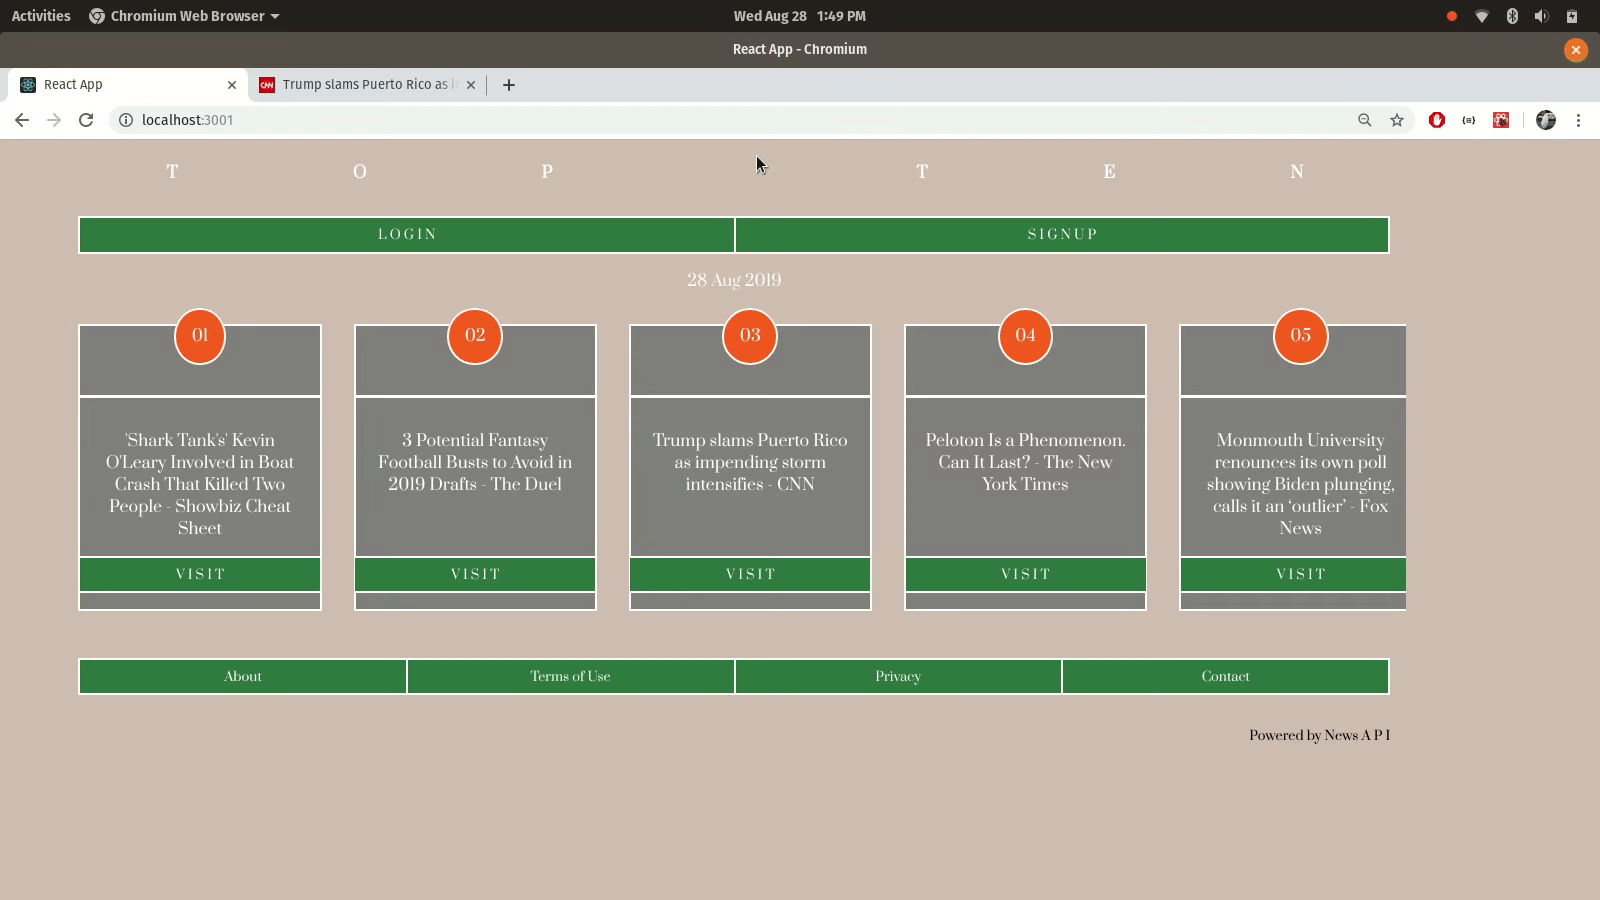 Activities Chromium Web Browser Wed Aug 28 1:49 PM
React App - Chromium
React App Trump slams Puerto Rico as
localhost:3001
T O P T E N
LOGIN SIGNUP
28 Aug 2019
01 02 03 04 05
'Shark Tank's' Kevin
O'Leary Involved in Boat
Crash That Killed Two
People - Showbiz Cheat
Sheet
3 Potential Fantasy
Football Busts to Avoid in
2019 Drafts - The Duel
Trump slams Puerto Rico
as impending storm
intensifies - CNN
Peloton Is a Phenomenon.
Can It Last? - The New
York Times
Monmouth University
renounces its own poll
showing Biden plunging,
calls it an ‘outlier’ - Fox
News
VISIT VISIT VISIT VISIT VISIT
About Terms of Use Privacy Contact
Powered by News A P I